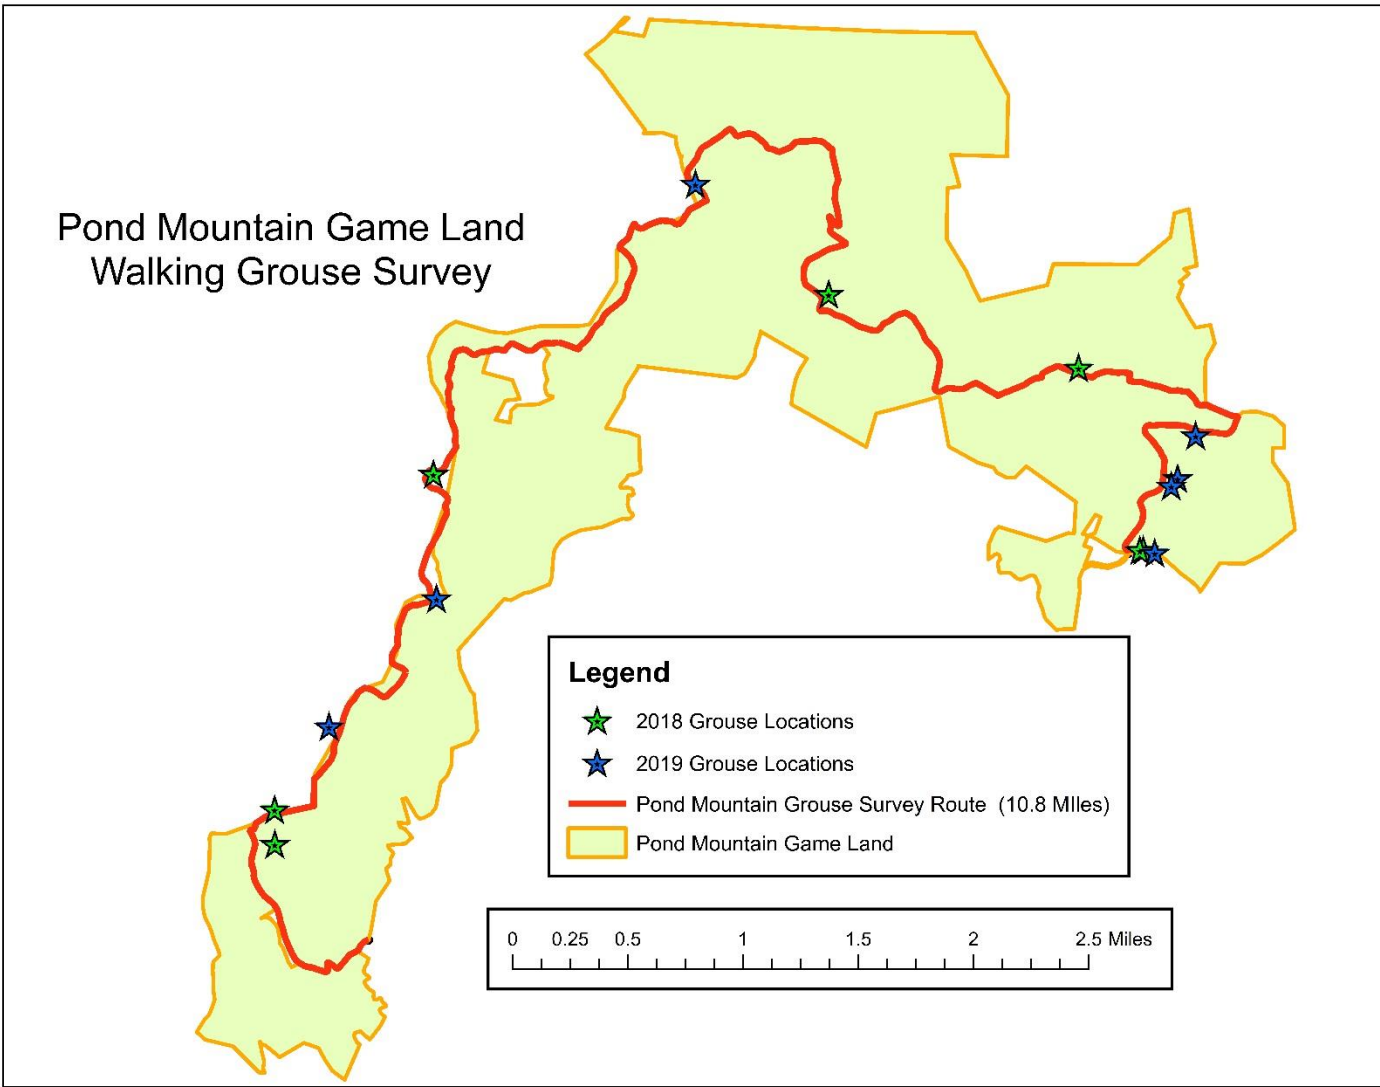 Pond Mountain Game Land
Walking Grouse Survey
Legend
2018 Grouse Locations
2019 Grouse Locations
Pond Mountain Grouse Survey Route (10.8 MIles)
Pond Mountain Game Land
0 0.25 0.5 1 1.5 2 2.5 Miles